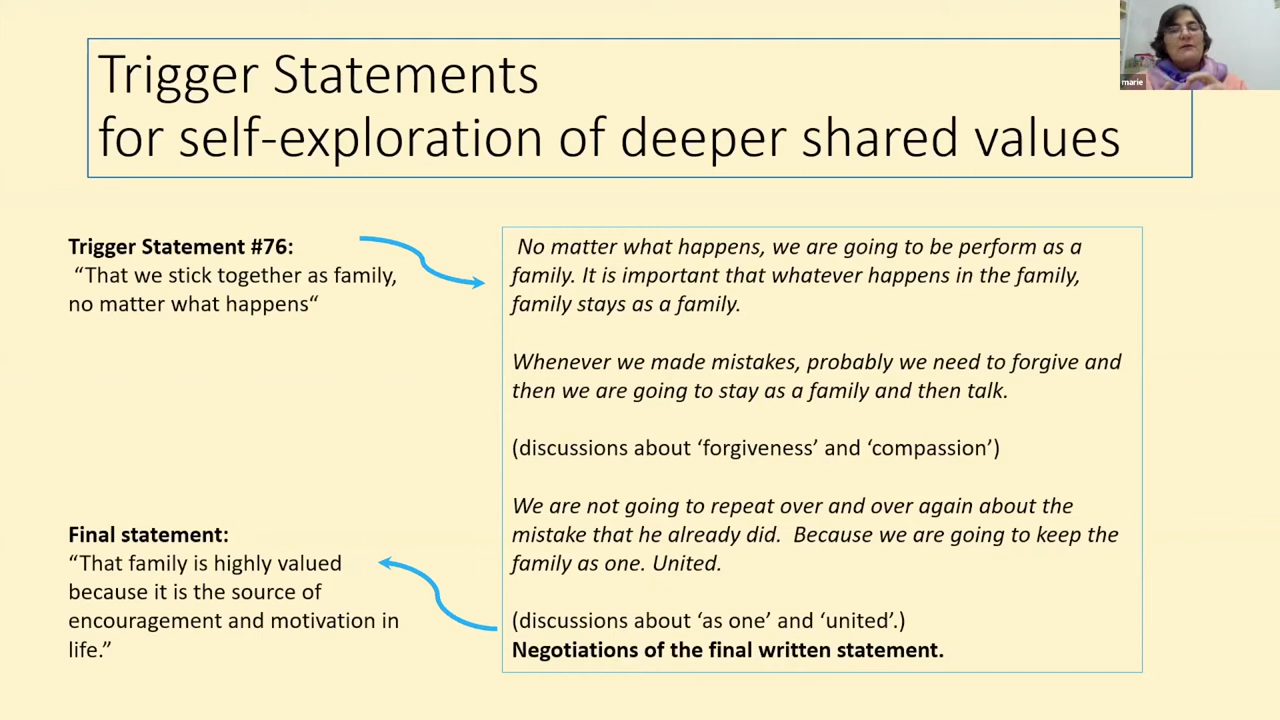 Trigger Statements
for self-exploration of deeper shared values
marie
Trigger Statement #76:
“That we stick together as family,
no matter what happens“
No matter what happens, we are going to be perform as a
family. It is important that whatever happens in the family,
family stays as a family.
Whenever we made mistakes, probably we need to forgive and
then we are going to stay as a family and then talk.
(discussions about ‘forgiveness’ and ‘compassion’)
We are not going to repeat over and over again about the
mistake that he already did.  Because we are going to keep the
family as one. United.
(discussions about ‘as one’ and ‘united’.)
Negotiations of the final written statement.
Final statement:
“That family is highly valued
because it is the source of
encouragement and motivation in
life.”